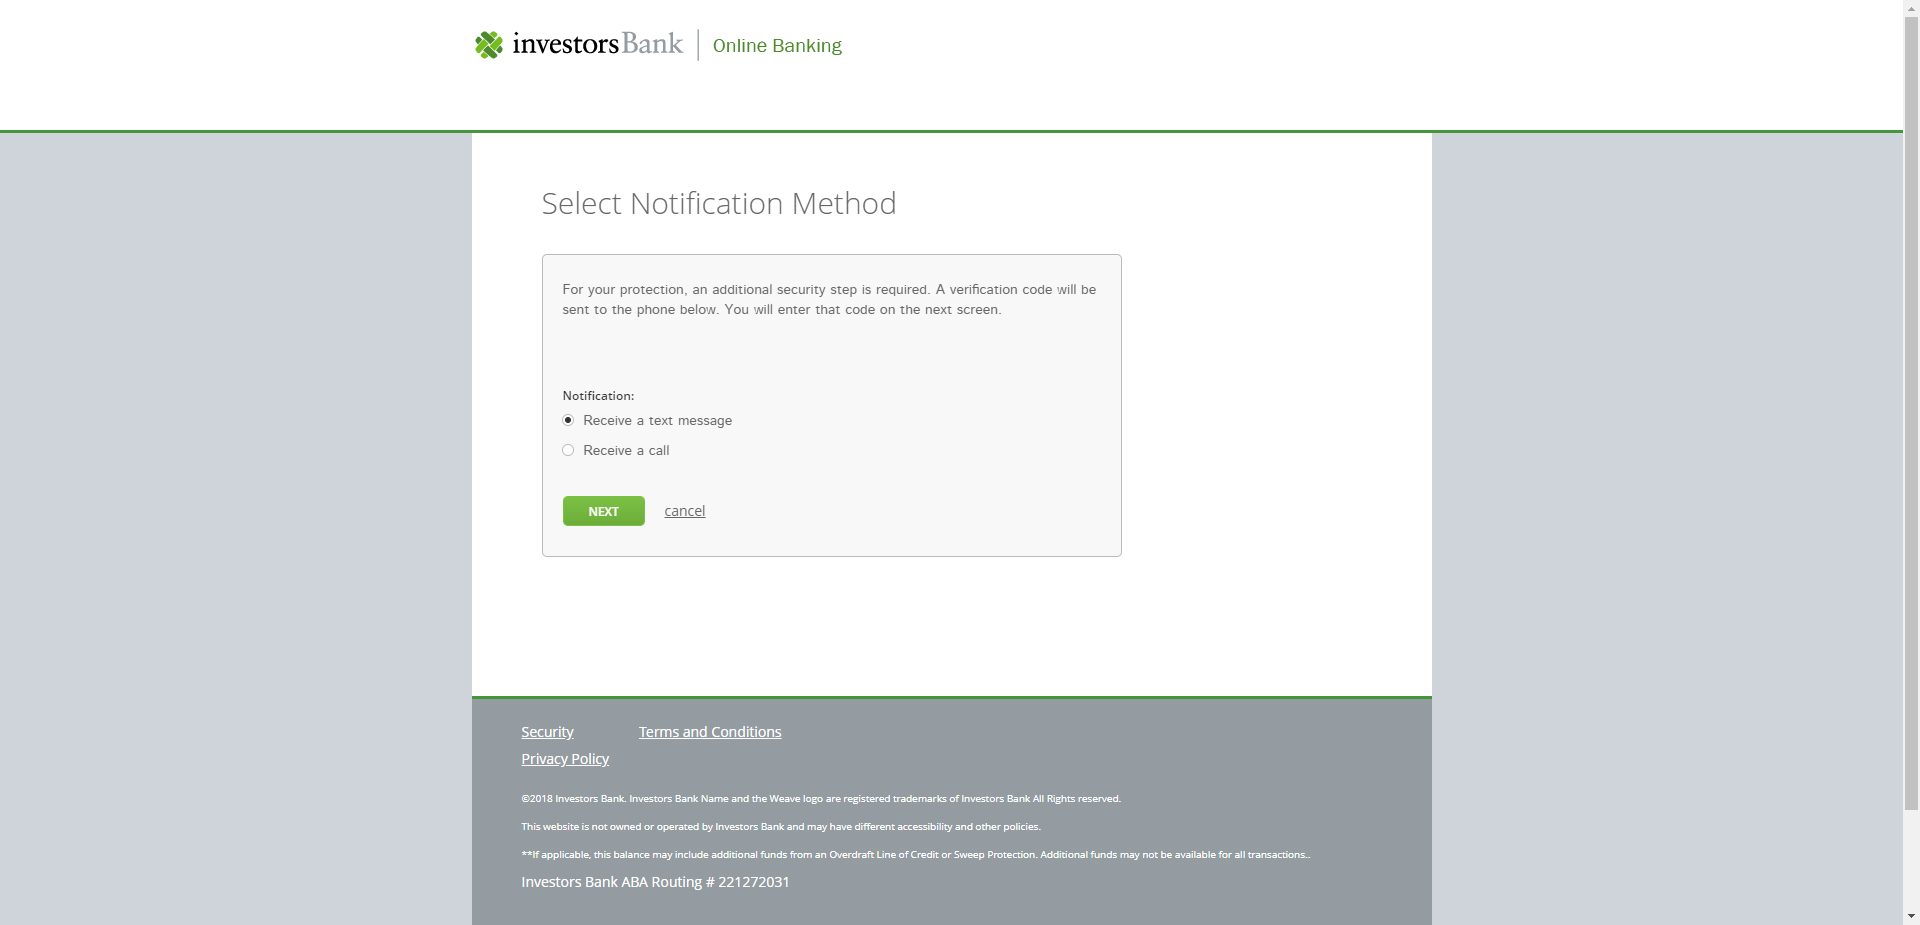 investorsBank Online Banking
Select Notification Method
For your protection, an additional security step is required. A verification code will be
sent to the phone below. You will enter that code on the next screen.
Notification:
Receive a text message
Receive a call
NEXT cancel
Security Terms and Conditions
Privacy Policy
©2018 Investors Bank. Investors Bank Name and the Weave logo are registered trademarks of Investors Bank All Rights reserved.
This website is not owned or operated by Investors Bank and may have different accessibility and other policies.
**If applicable, this balance may include additional funds from an Overdraft Line of Credit or Sweep Protection. Additional funds may not be available for all transactions..
Investors Bank ABA Routing # 221272031